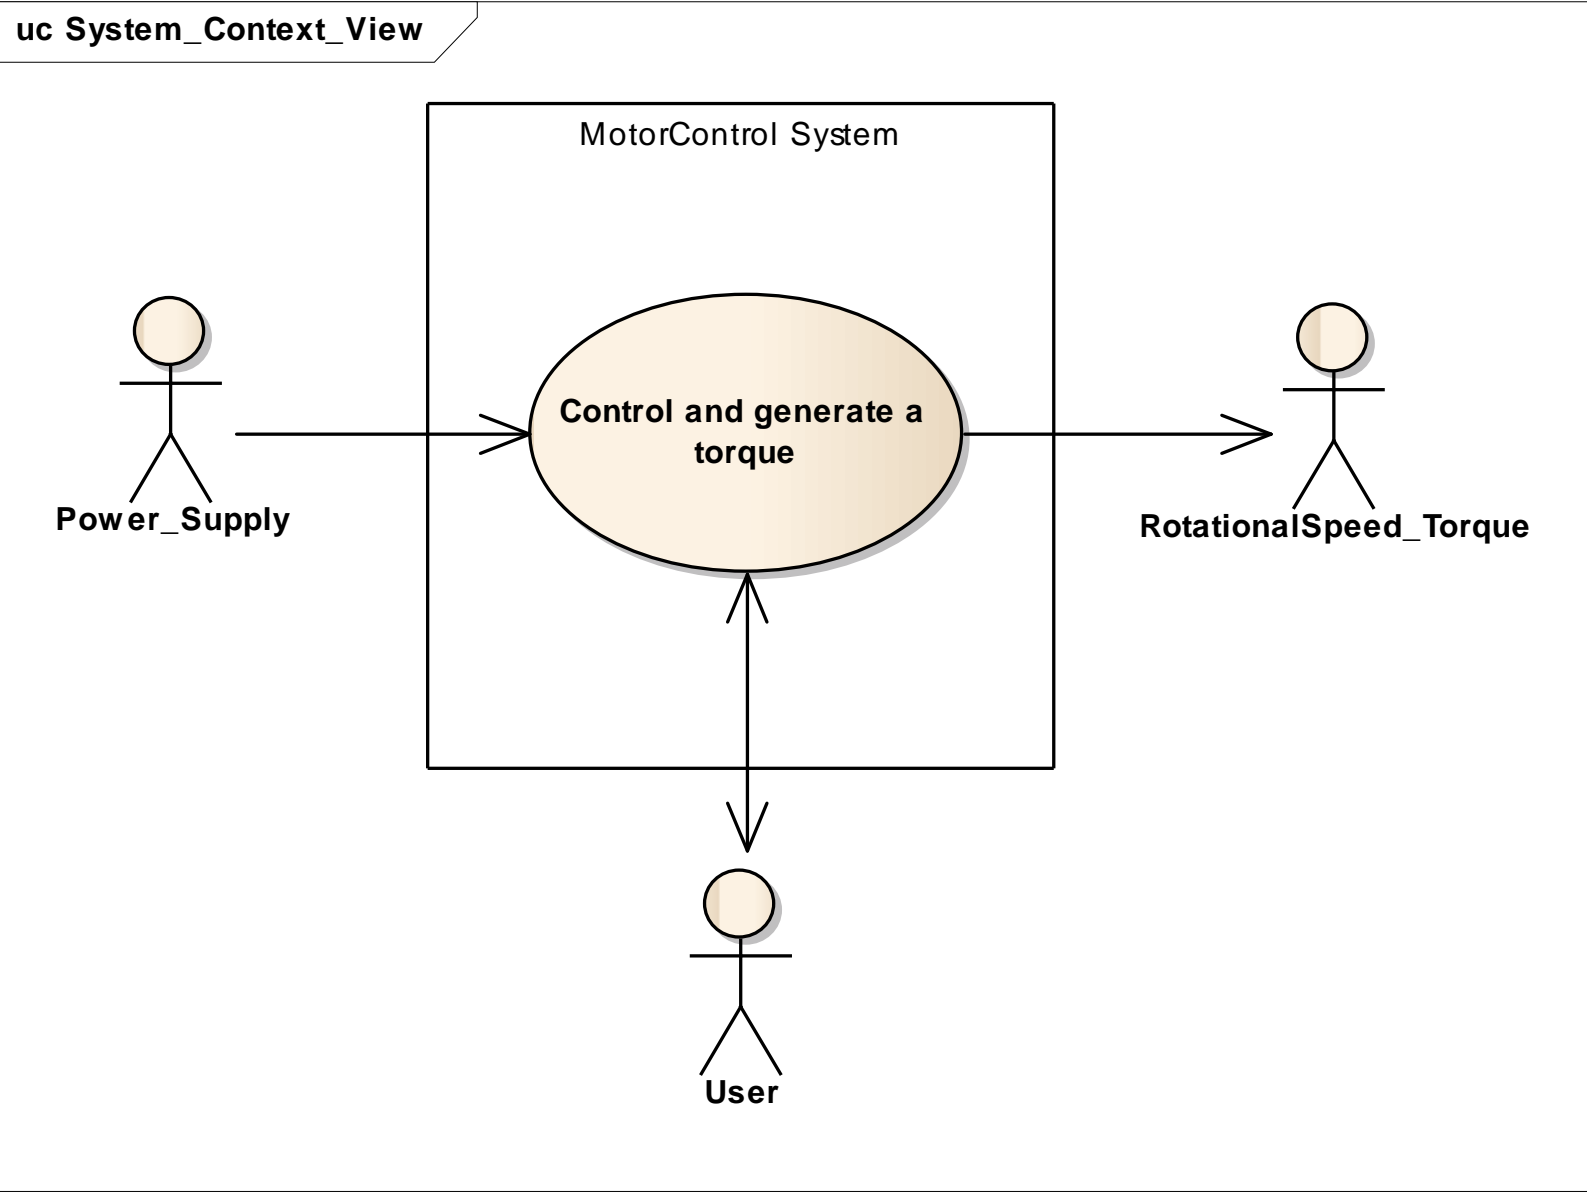 uc System_Context_View
MotorControl System
Control and generate a
torque
Power_Supply
RotationalSpeed_Torque
User